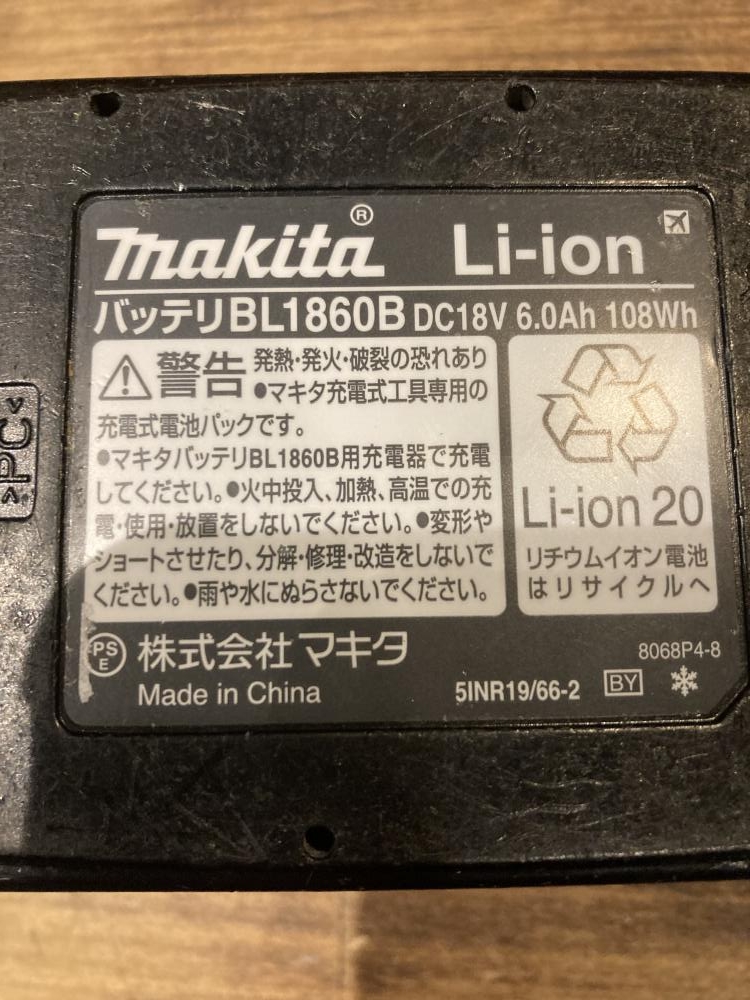 makita® Li-ion
バッテリBL1860B DC18V 6.0Ah 108Wh
警告 発熱・発火・破裂の恐れあり
●マキタ充電式工具専用の
充電式電池パックです。
●マキタバッテリBL1860B用充電器で充電
してください。●火中投入、加熱、高温での充
電・使用・放置をしないでください。●変形や
ショートさせたり、分解・修理・改造をしないで
ください。●雨や水にぬらさないでください。
Li-ion 20
リチウムイオン電池
はリサイクルへ
PS
E
株式会社マキタ
8068P4-8
Made in China
5INR19/66-2 BY
>PC<